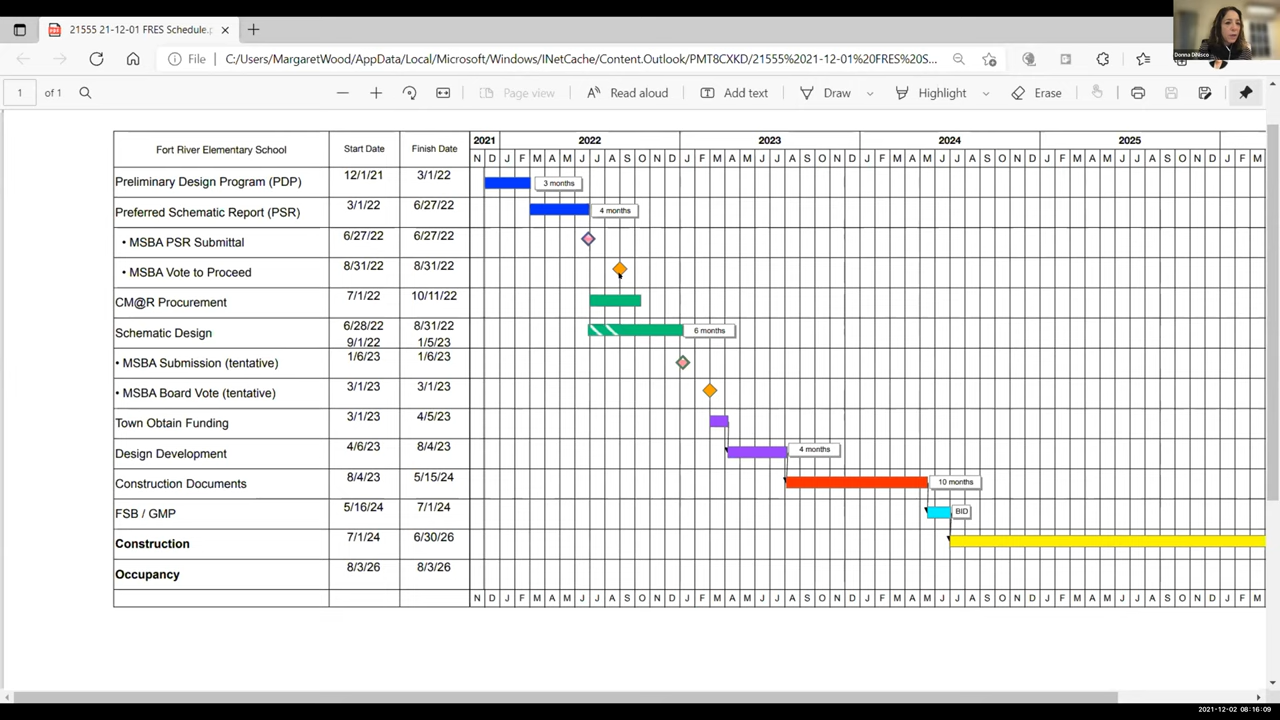 21555 21-12-01 FRES Schedule.
File C:/Users/MargaretWood/AppData/Local/Microsoft/Windows/INetCache/Content.Outlook/PMT8CXKD/21555%2021-12-01%20FRES%20S...
Donna DiNisco
1 of 1 Page view Read aloud Add text Draw Highlight Erase
Fort River Elementary School Start Date Finish Date
2021 2022 2023 2024 2025
N D J F M A M J J A S O N D J F M A M J J A S O N D J F M A M J J A S O N D J F M A M J J A S O N D J F M
Preliminary Design Program (PDP) 12/1/21 3/1/22 3 months
Preferred Schematic Report (PSR) 3/1/22 6/27/22 4 months
• MSBA PSR Submittal 6/27/22 6/27/22
• MSBA Vote to Proceed 8/31/22 8/31/22
CM@R Procurement 7/1/22 10/11/22
Schematic Design 6/28/22 8/31/22 6 months
9/1/22 1/5/23
• MSBA Submission (tentative) 1/6/23 1/6/23
• MSBA Board Vote (tentative) 3/1/23 3/1/23
Town Obtain Funding 3/1/23 4/5/23
Design Development 4/6/23 8/4/23 4 months
Construction Documents 8/4/23 5/15/24 10 months
FSB / GMP 5/16/24 7/1/24 BID
Construction 7/1/24 6/30/26
Occupancy 8/3/26 8/3/26
N D J F M A M J J A S O N D J F M A M J J A S O N D J F M A M J J A S O N D J F M A M J J A S O N D J F M
2021-12-02 08:16:09